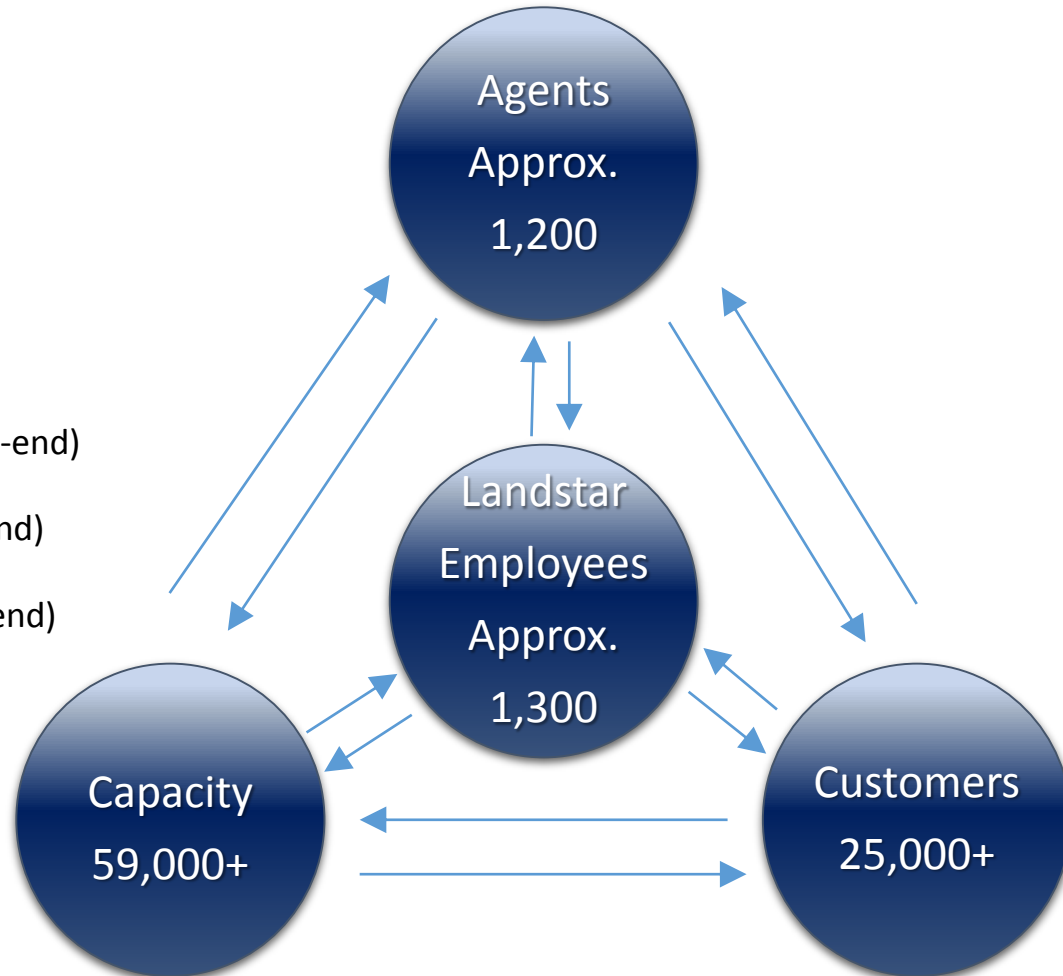 Agents
Approx.
1,200
-end)
nd)
end)
Landstar
Employees
Approx.
1,300
Capacity
59,000+
Customers
25,000+